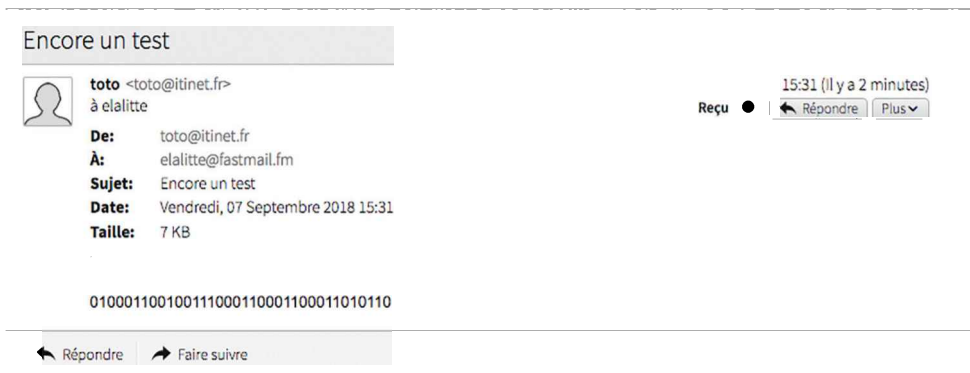 Encore un test
toto <toto@itinet.fr>
15:31 (Il y a 2 minutes)
à elalitte
Reçu
Répondre
Plus
De: toto@itinet.fr
À: elalitte@fastmail.fm
Sujet: Encore un test
Date: Vendredi, 07 Septembre 2018 15:31
Taille: 7 KB
010001100100111000110001100011010110
Répondre
Faire suivre